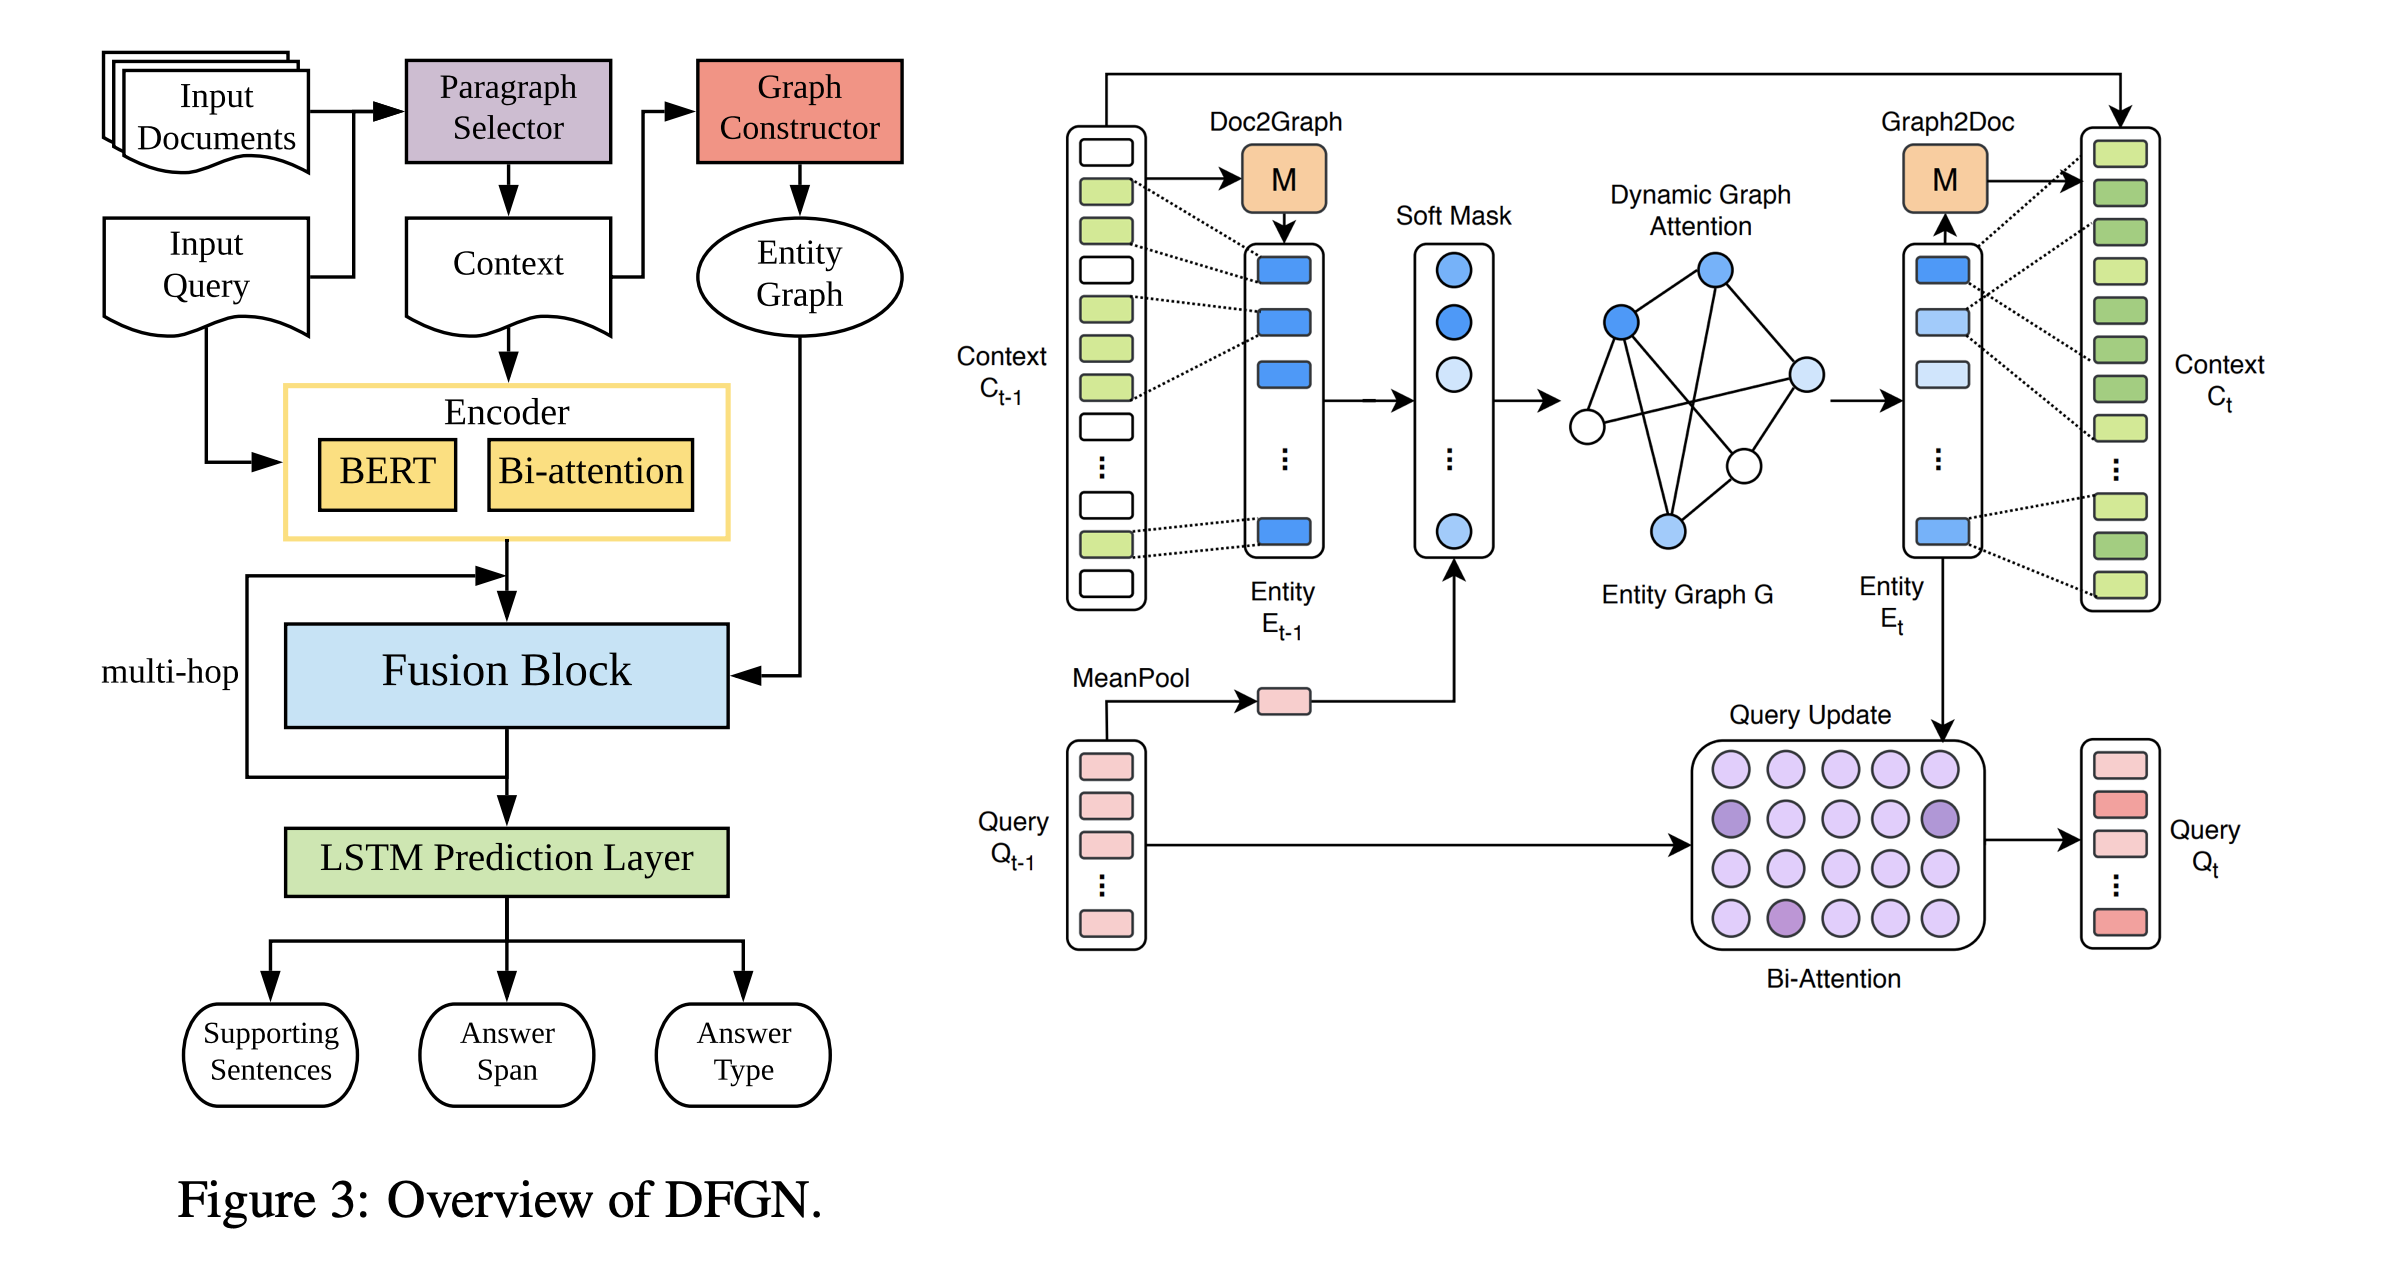 Input
Documents
Paragraph
Selector
Graph
Constructor
Input
Query
Context
Entity
Graph
Encoder
BERT
Bi-attention
multi-hop
Fusion Block
LSTM Prediction Layer
Supporting
Sentences
Answer
Span
Answer
Type
Figure 3: Overview of DFGN.
Doc2Graph
M
Soft Mask
Dynamic Graph
Attention
Graph2Doc
M
Context
C_{t-1}
⋮
⋮
⋮
⋮
⋮
Context
C_t
Entity
E_{t-1}
Entity Graph G
Entity
E_t
MeanPool
Query Update
Query
Q_{t-1}
⋮
⋮
Query
Q_t
Bi-Attention